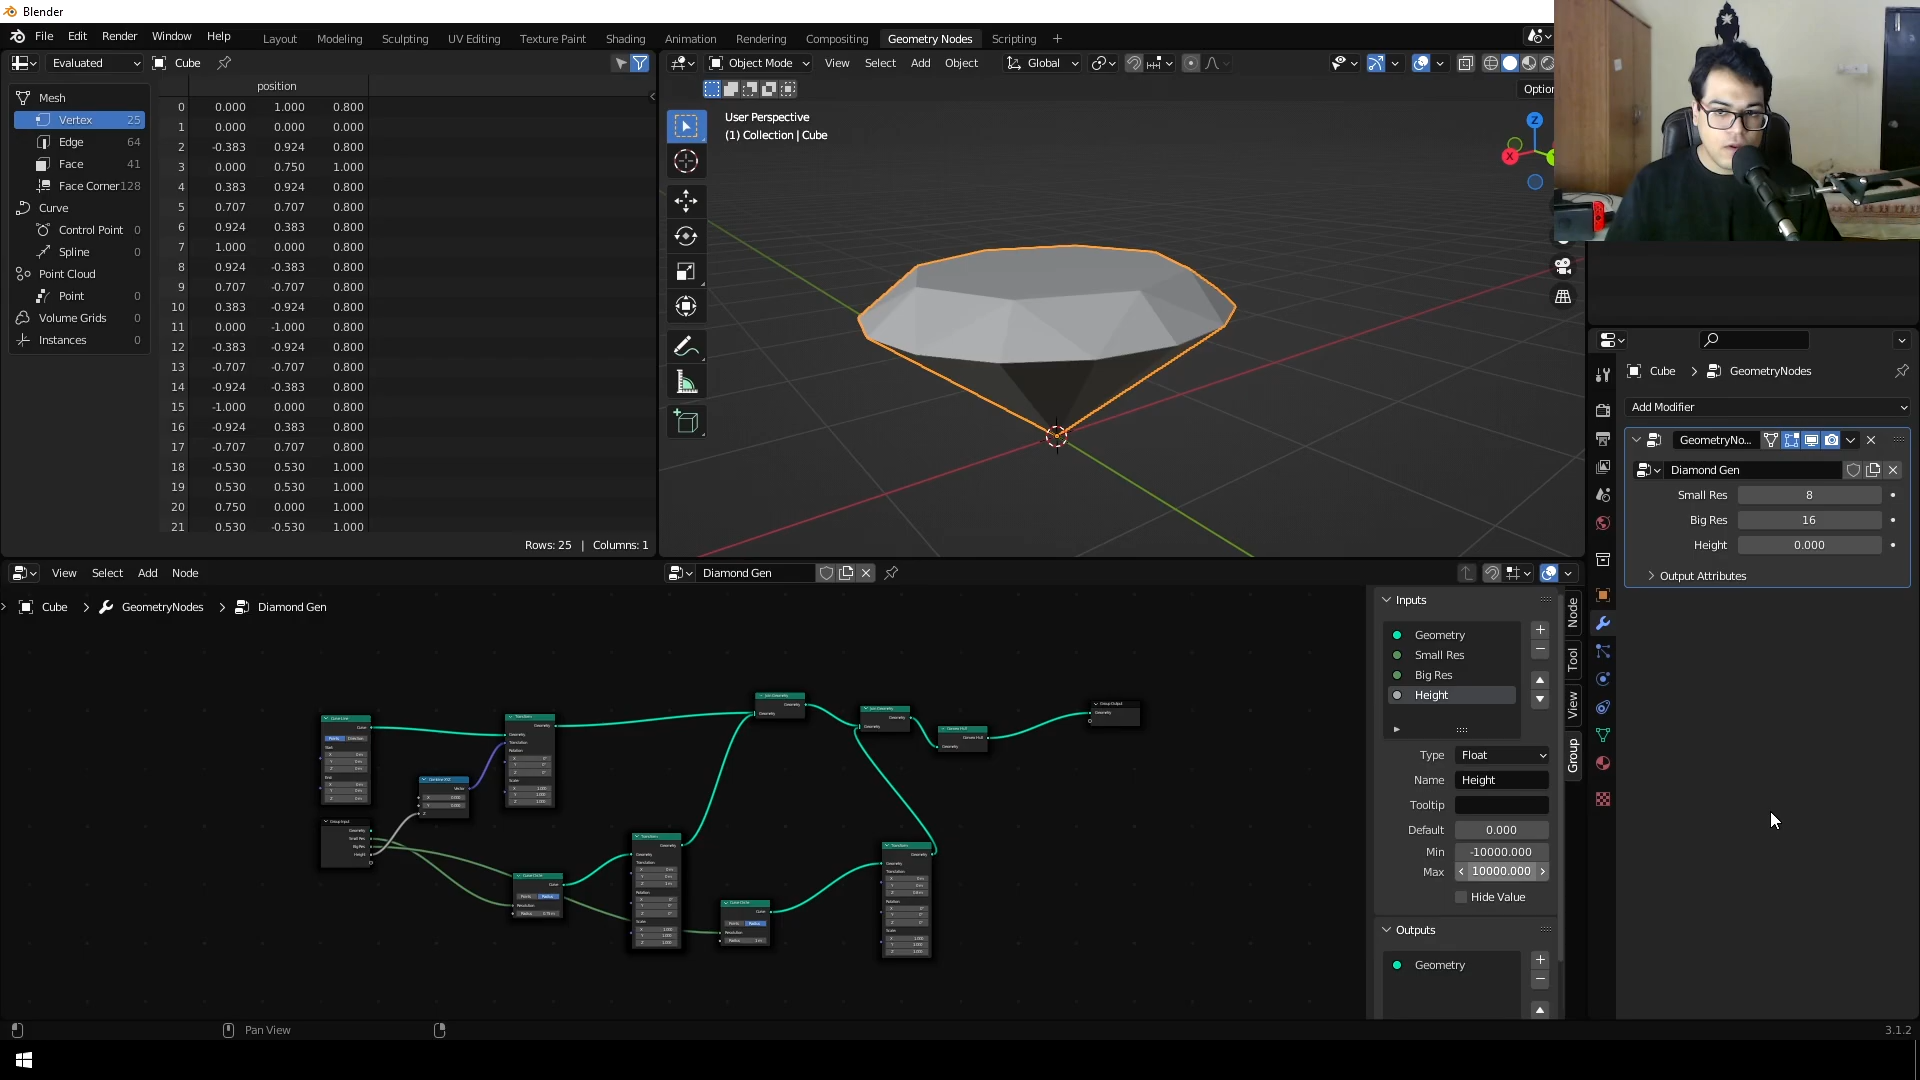 Blender
File Edit Render Window Help
Layout Modeling Sculpting UV Editing Texture Paint Shading Animation Rendering Compositing Geometry Nodes Scripting +
Evaluated Cube
Object Mode View Select Add Object Global
position
Mesh
Vertex 25
Edge 64
Face 41
Face Corner 128
Curve
Control Point 0
Spline 0
Point Cloud
Point 0
Volume Grids 0
Instances 0
0 0.000 1.000 0.800
1 0.000 0.000 0.000
2 -0.383 0.924 0.800
3 0.000 0.750 1.000
4 0.383 0.924 0.800
5 0.707 0.707 0.800
6 0.924 0.383 0.800
7 1.000 0.000 0.800
8 0.924 -0.383 0.800
9 0.707 -0.707 0.800
10 0.383 -0.924 0.800
11 0.000 -1.000 0.800
12 -0.383 -0.924 0.800
13 -0.707 -0.707 0.800
14 -0.924 -0.383 0.800
15 -1.000 0.000 0.800
16 -0.924 0.383 0.800
17 -0.707 0.707 0.800
18 -0.530 0.530 1.000
19 0.530 0.530 1.000
20 0.750 0.000 1.000
21 0.530 -0.530 1.000
Rows: 25 | Columns: 1
Optior
User Perspective
(1) Collection | Cube
Z
X
Cube > GeometryNodes
Add Modifier
GeometryNo...
Diamond Gen
Small Res 8
Big Res 16
Height 0.000
Output Attributes
View Select Add Node
Diamond Gen
Cube > GeometryNodes > Diamond Gen
Inputs
Geometry
Small Res
Big Res
Height
Type Float
Name Height
Tooltip
Default 0.000
Min -10000.000
Max 10000.000
Hide Value
Outputs
Geometry
Node
Tool
View
Group
Pan View
3.1.2